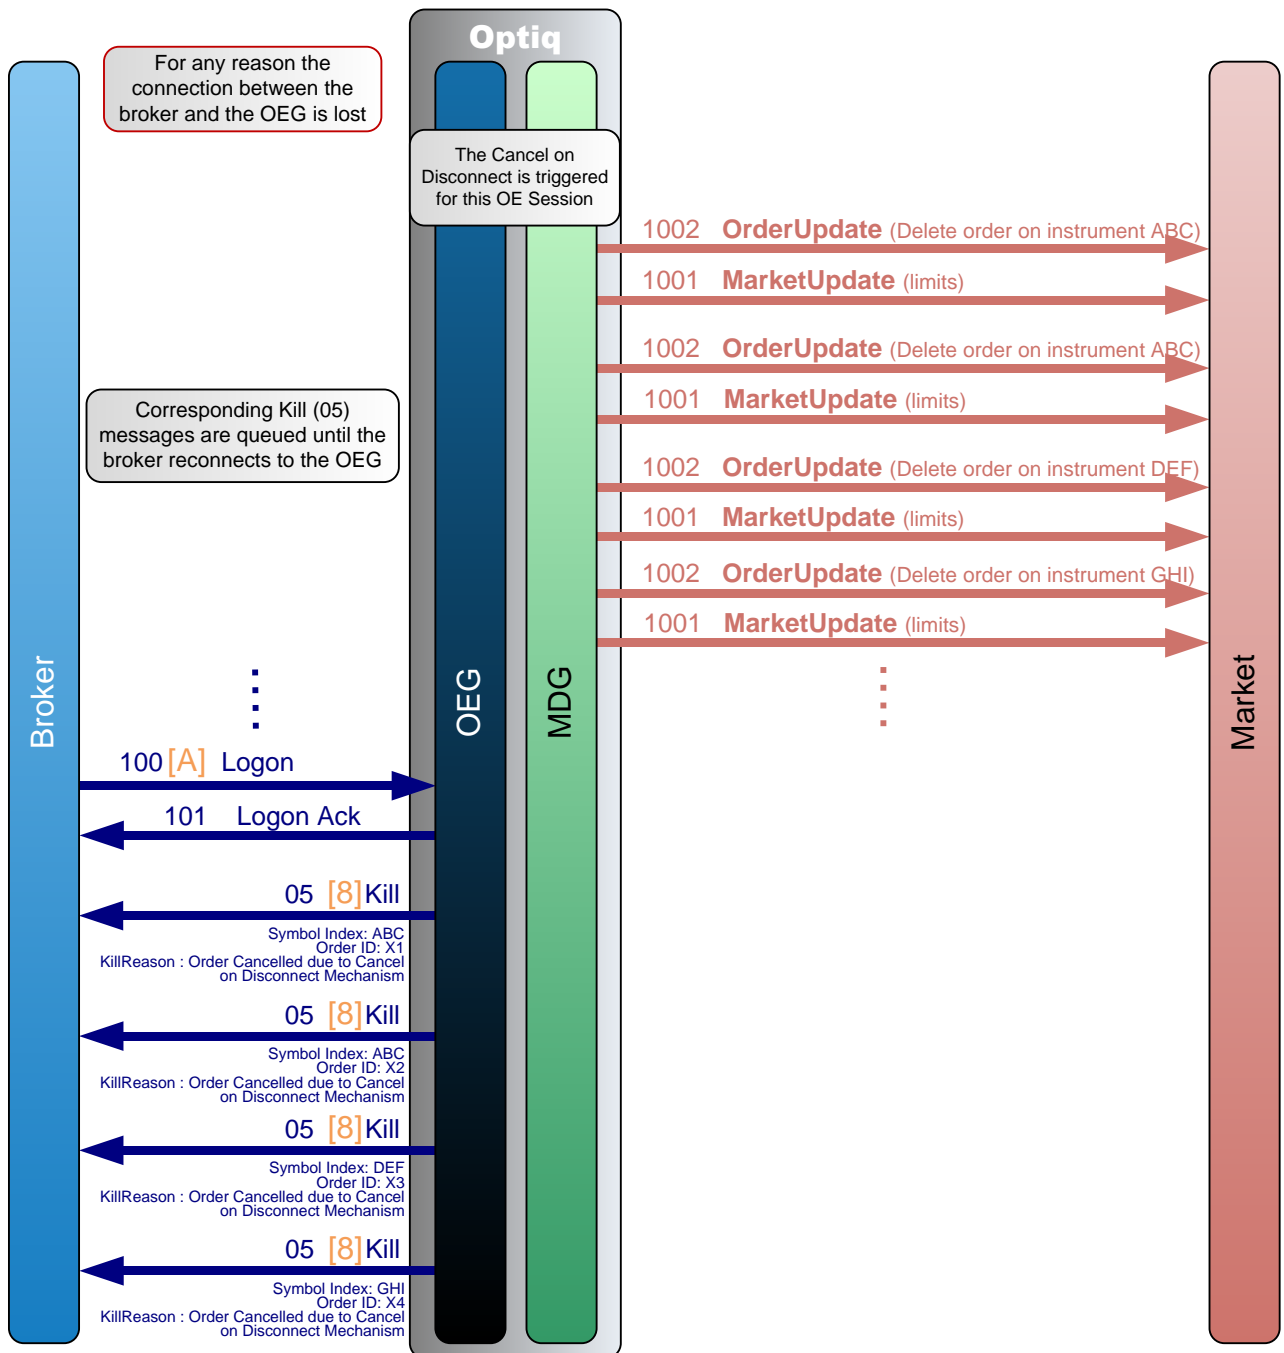 Optiq
For any reason the
connection between the
broker and the OEG is lost
The Cancel on
Disconnect is triggered
for this OE Session
1002 OrderUpdate (Delete order on instrument ABC)
1001 MarketUpdate (limits)
1002 OrderUpdate (Delete order on instrument ABC)
1001 MarketUpdate (limits)
Corresponding Kill (05)
messages are queued until the
broker reconnects to the OEG
1002 OrderUpdate (Delete order on instrument DEF)
1001 MarketUpdate (limits)
1002 OrderUpdate (Delete order on instrument GHI)
1001 MarketUpdate (limits)
Broker
OEG
MDG
Market
100 [A] Logon
101 Logon Ack
05 [8] Kill
Symbol Index: ABC
Order ID: X1
KillReason : Order Cancelled due to Cancel
on Disconnect Mechanism
05 [8] Kill
Symbol Index: ABC
Order ID: X2
KillReason : Order Cancelled due to Cancel
on Disconnect Mechanism
05 [8] Kill
Symbol Index: DEF
Order ID: X3
KillReason : Order Cancelled due to Cancel
on Disconnect Mechanism
05 [8] Kill
Symbol Index: GHI
Order ID: X4
KillReason : Order Cancelled due to Cancel
on Disconnect Mechanism